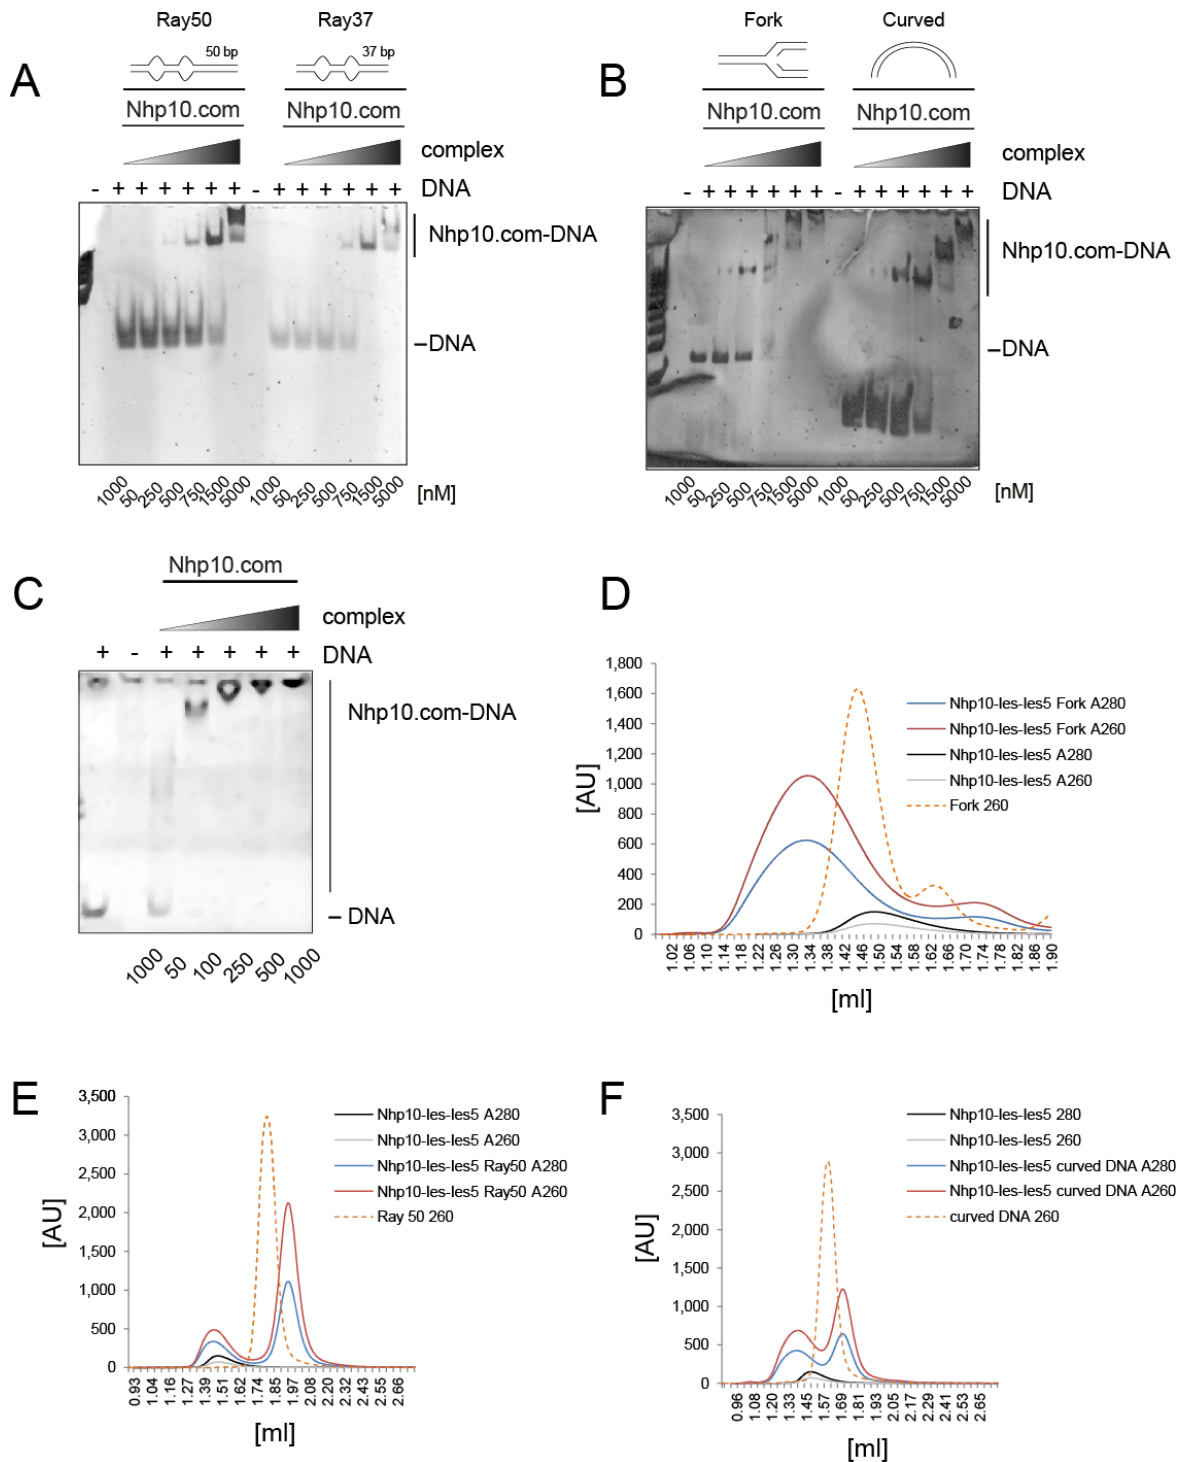 A
Ray50 Ray37
50 bp 37 bp
Nhp10.com Nhp10.com
complex
- + + + + + + - + + + + + + DNA
Nhp10.com-DNA
DNA
1000 50 250 500 750 1500 5000 1000 50 250 500 750 1500 5000 [nM]
B
Fork Curved
Nhp10.com Nhp10.com
complex
- + + + + + + - + + + + + + DNA
Nhp10.com-DNA
DNA
1000 50 250 500 750 1500 5000 1000 50 250 500 750 1500 5000 [nM]
C
Nhp10.com
complex
+ - + + + + + DNA
Nhp10.com-DNA
DNA
1000 50 100 250 500 1000
D
1,800
1,600
1,400
1,200
1,000
800
600
400
200
0
[AU]
Nhp10-Ies-Ies5 Fork A280
Nhp10-Ies-Ies5 Fork A260
Nhp10-Ies-Ies5 A280
Nhp10-Ies-Ies5 A260
Fork 260
1.02 1.06 1.10 1.14 1.18 1.22 1.26 1.30 1.34 1.38 1.42 1.46 1.50 1.54 1.58 1.62 1.66 1.70 1.74 1.78 1.82 1.86 1.90
[ml]
E
3,500
3,000
2,500
2,000
1,500
1,000
500
0
[AU]
Nhp10-Ies-Ies5 A280
Nhp10-Ies-Ies5 A260
Nhp10-Ies-Ies5 Ray50 A280
Nhp10-Ies-Ies5 Ray50 A260
Ray 50 260
0.93 1.04 1.16 1.27 1.39 1.51 1.62 1.74 1.85 1.97 2.08 2.20 2.32 2.43 2.55 2.66
[ml]
F
3,500
3,000
2,500
2,000
1,500
1,000
500
0
[AU]
Nhp10-Ies-Ies5 280
Nhp10-Ies-Ies5 260
Nhp10-Ies-Ies5 curved DNA A280
Nhp10-Ies-Ies5 curved DNA A260
curved DNA 260
0.96 1.08 1.20 1.33 1.45 1.57 1.69 1.81 1.93 2.05 2.17 2.29 2.41 2.53 2.65
[ml]